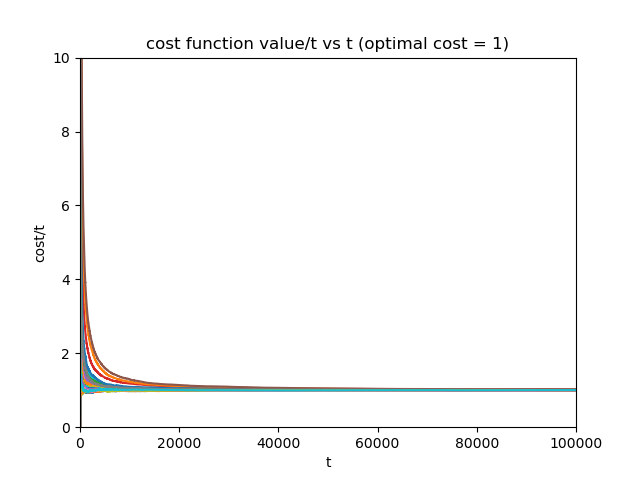 cost function value/t vs t (optimal cost = 1)
10
8
6
4
2
0
cost/t
0 20000 40000 60000 80000 100000
t